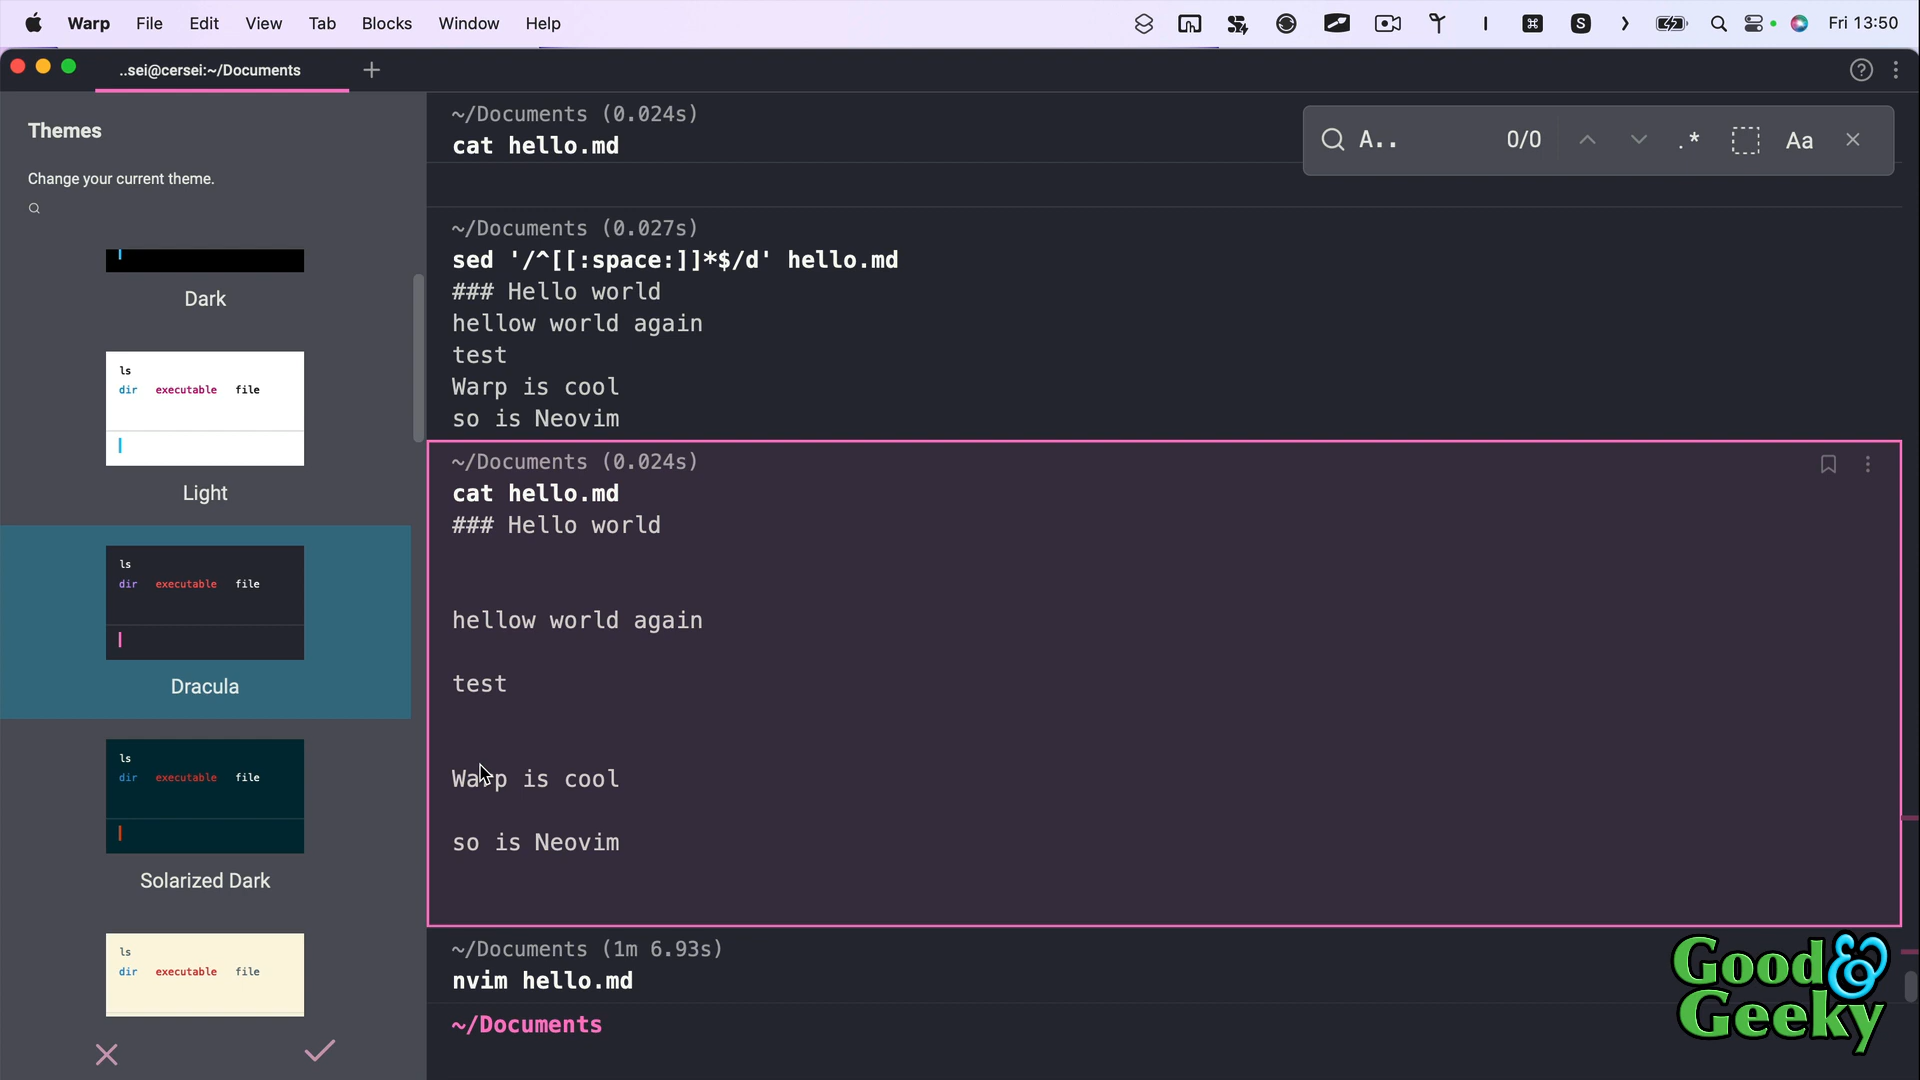 Warp File Edit View Tab Blocks Window Help
S
Fri 13:50
..sei@cersei:~/Documents
Themes
Change your current theme.
Dark
ls
dir executable file
Light
ls
dir executable file
Dracula
ls
dir executable file
Solarized Dark
ls
dir executable file
~/Documents (0.024s)
cat hello.md
A.. 0/0 .* Aa
~/Documents (0.027s)
sed '/^[[:space:]]*$/d' hello.md
### Hello world
hellow world again
test
Warp is cool
so is Neovim
~/Documents (0.024s)
cat hello.md
### Hello world
hellow world again
test
Warp is cool
so is Neovim
~/Documents (1m 6.93s)
nvim hello.md
~/Documents
Good &
Geeky